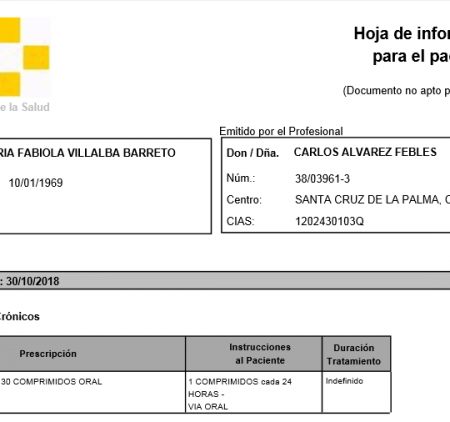 Hoja de infor
para el pa
e la Salud
(Documento no apto p
Emitido por el Profesional
RIA FABIOLA VILLALBA BARRETO
10/01/1969
Don / Dña. CARLOS ALVAREZ FEBLES
Núm.: 38/03961-3
Centro: SANTA CRUZ DE LA PALMA, C
CIAS: 1202430103Q
: 30/10/2018
Crónicos
Prescripción
Instrucciones
al Paciente
Duración
Tratamiento
30 COMPRIMIDOS ORAL
1 COMPRIMIDOS cada 24
HORAS -
VIA ORAL
Indefinido